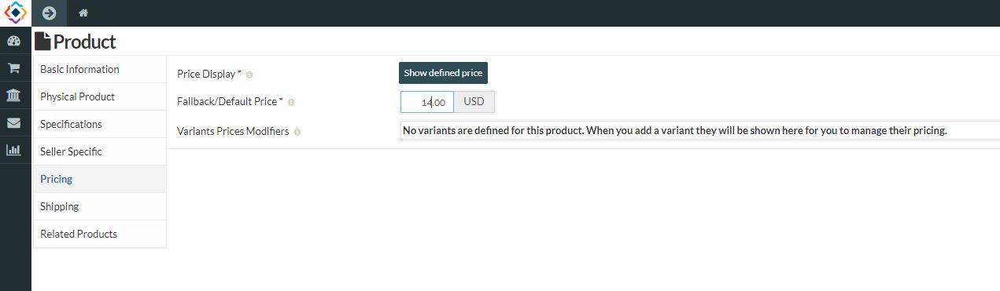 Product
Basic Information
Physical Product
Specifications
Seller Specific
Pricing
Shipping
Related Products
Price Display * Show defined price
Fallback/Default Price * 14.00 USD
Variants Prices Modifiers No variants are defined for this product. When you add a variant they will be shown here for you to manage their pricing.